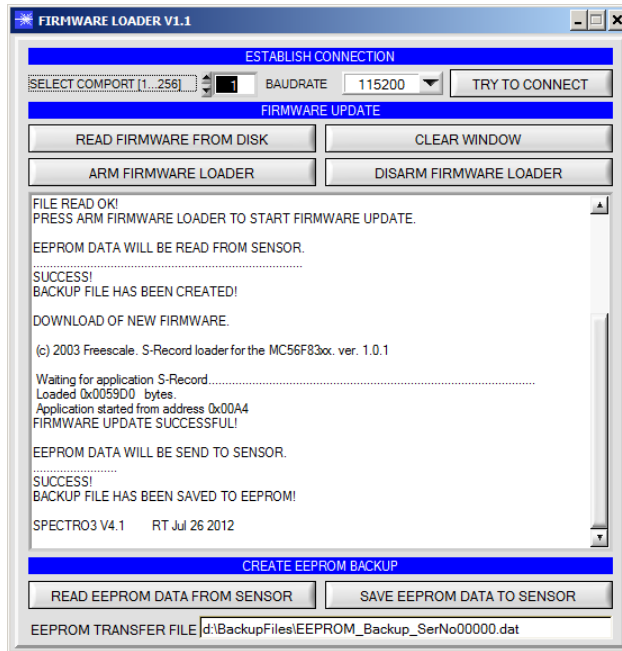 FIRMWARE LOADER V1.1
ESTABLISH CONNECTION
SELECT COMPORT [1...256] 1 BAUDRATE 115200 TRY TO CONNECT
FIRMWARE UPDATE
READ FIRMWARE FROM DISK CLEAR WINDOW
ARM FIRMWARE LOADER DISARM FIRMWARE LOADER
FILE READ OK!
PRESS ARM FIRMWARE LOADER TO START FIRMWARE UPDATE.
EEPROM DATA WILL BE READ FROM SENSOR.
................................................................................
SUCCESS!
BACKUP FILE HAS BEEN CREATED!
DOWNLOAD OF NEW FIRMWARE.
(c) 2003 Freescale. S-Record loader for the MC56F83xx. ver. 1.0.1
Waiting for application S-Record................................................................................................
Loaded 0x0059D0 bytes.
Application started from address 0x00A4
FIRMWARE UPDATE SUCCESSFUL!
EEPROM DATA WILL BE SEND TO SENSOR.
.........................
SUCCESS!
BACKUP FILE HAS BEEN SAVED TO EEPROM!
SPECTRO3 V4.1 RT Jul 26 2012
CREATE EEPROM BACKUP
READ EEPROM DATA FROM SENSOR SAVE EEPROM DATA TO SENSOR
EEPROM TRANSFER FILE d:\BackupFiles\EEPROM_Backup_SerNo00000.dat